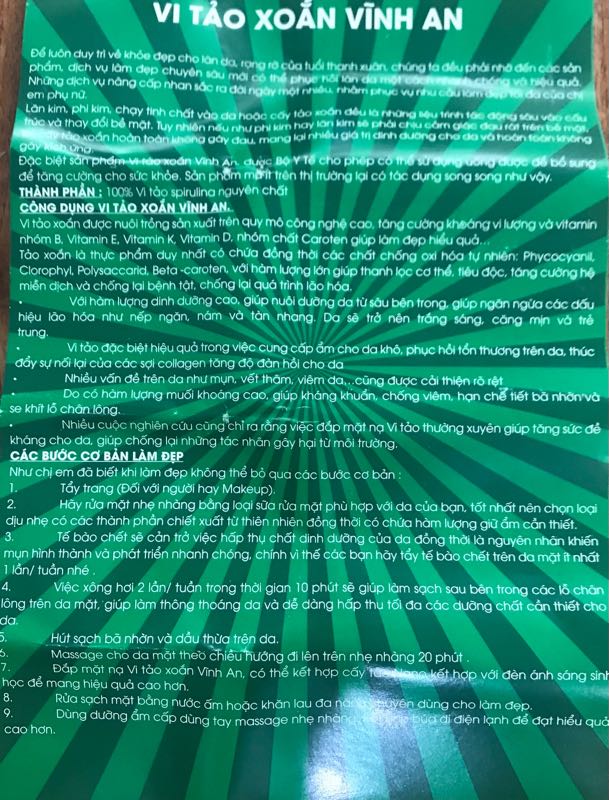 VI TẢO XOẮN VĨNH AN
Để luôn duy trì vẻ khỏe đẹp cho làn da, rạng rỡ của tuổi thanh xuân, chúng ta đều phải nhờ đến các sản
phẩm, dịch vụ làm đẹp chuyên sâu mới có thể phục hồi làn da một cách nhanh chóng và hiệu quả.
Những dịch vụ nâng cấp nhan sắc ra đời ngày một nhiều, nhằm phục vụ nhu cầu làm đẹp tối đa của chị
em phụ nữ.
Lăn kim, phi kim, chạy tinh chất vào da hoặc cấy tảo xoắn đều là những liệu trình tác động sâu vào cấu
trúc và thay đổi bề mặt. Tuy nhiên nếu như phi kim hay lăn kim sẽ phải chịu cảm giác đau rát trên bề mặt,
tảo xoắn hoàn toàn không gây đau, mang lại nhiều giá trị dinh dưỡng cho da và hoàn toàn không
gây kích ứng.
Đặc biệt sản phẩm Vi tảo xoắn Vĩnh An, được Bộ Y Tế cho phép có thể sử dụng uống được để bổ sung
để tăng cường cho sức khỏe. Sản phẩm mới trên thị trường lại có tác dụng song song như vậy.
THÀNH PHẦN : 100% Vi tảo spirulina nguyên chất
CÔNG DỤNG VI TẢO XOẮN VĨNH AN.
Vi tảo xoắn được nuôi trồng sản xuất trên quy mô công nghệ cao, tăng cường khoáng vi lượng và vitamin
nhóm B, Vitamin E, Vitamin K, Vitamin D, nhóm chất Caroten giúp làm đẹp hiểu quả...
Tảo xoắn là thực phẩm duy nhất có chứa đồng thời các chất chống oxi hóa tự nhiên: Phycocyanil,
Clorophyl, Polysaccarid, Beta -caroten, với hàm lượng lớn giúp thanh lọc cơ thể, tiêu độc, tăng cường hệ
miễn dịch và chống lại bệnh tật, chống lại quá trình lão hóa.
• Với hàm lượng dinh dưỡng cao, giúp nuôi dưỡng da từ sâu bên trong, giúp ngăn ngừa các dấu
hiệu lão hóa như nếp ngăn, nám và tàn nhang. Da sẽ trở nên trắng sáng, căng mịn và trẻ
trung.
• Vi tảo đặc biệt hiệu quả trong việc cung cấp ẩm cho da khô, phục hồi tổn thương trên da, thúc
đẩy sự nối lại của các sợi collagen tăng độ đàn hồi cho da
• Nhiều vấn đề trên da như mụn, vết thâm, viêm da...cũng được cải thiện rõ rệt
• Do có hàm lượng muối khoáng cao, giúp kháng khuẩn, chống viêm, hạn chế tiết bã nhờn và
se khít lỗ chân lông.
• Nhiều cuộc nghiên cứu cũng chỉ ra rằng việc đắp mặt nạ Vi tảo thường xuyên giúp tăng sức đề
kháng cho da, giúp chống lại những tác nhân gây hại từ môi trường.
CÁC BƯỚC CƠ BẢN LÀM ĐẸP
Như chị em đã biết khi làm đẹp không thể bỏ qua các bước cơ bản :
1. Tẩy trang (Đối với người hay Makeup).
2. Hãy rửa mặt nhẹ nhàng bằng loại sữa rửa mặt phù hợp với da của bạn, tốt nhất nên chọn loại
dịu nhẹ có các thành phần chiết xuất từ thiên nhiên đồng thời có chứa hàm lượng giữ ẩm cần thiết.
3. Tế bào chết sẽ cản trở việc hấp thụ chất dinh dưỡng của da đồng thời là nguyên nhân khiến
mụn hình thành và phát triển nhanh chóng, chính vì thế các bạn hãy tẩy tế bào chết trên da mặt ít nhất
1 lần/ tuần nhé .
4. Việc xông hơi 2 lần/ tuần trong thời gian 10 phút sẽ giúp làm sạch sau bên trong các lỗ chân
lông trên da mặt, giúp làm thông thoáng da và dễ dàng hấp thu tối đa các dưỡng chất cần thiết cho
da.
5. Hút sạch bã nhờn và dầu thừa trên da.
6. Massage cho da mặt theo chiều hướng đi lên trên nhẹ nhàng 20 phút .
7. Đắp mặt nạ Vi tảo xoắn Vĩnh An, có thể kết hợp cấy kết hợp với đèn ánh sáng sinh
học để mang hiệu quả cao hơn.
8. Rửa sạch mặt bằng nước ấm hoặc khăn lau đa năng chuyên dùng cho làm đẹp.
9. Dùng dưỡng ẩm cấp dùng tay massage nhẹ nhàng búa di điện lạnh để đạt hiểu quả
cao hơn.